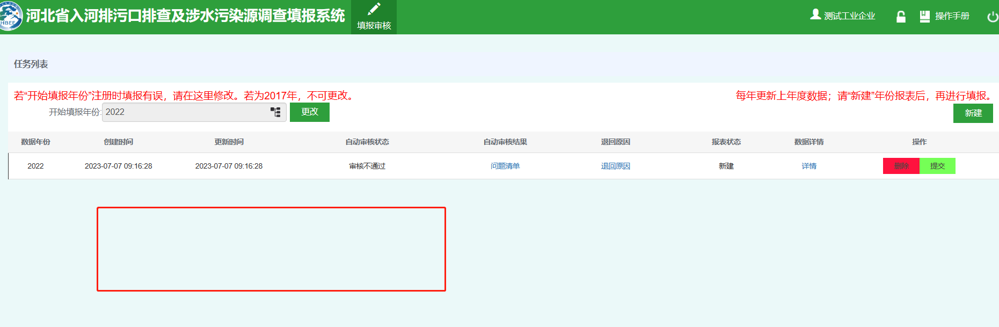 HBEE
河北省入河排污口排查及涉水污染源调查填报系统
填报审核
测试工业企业
操作手册
任务列表
若“开始填报年份”注册时填报有误，请在这里修改。若为2017年，不可更改。
每年更新上年度数据；请“新建”年份报表后，再进行填报。
开始填报年份: 2022 更改
新建
数据年份 创建时间 更新时间 自动审核状态 自动审核结果 退回原因 报表状态 数据详情 操作
2022 2023-07-07 09:16:28 2023-07-07 09:16:28 审核不通过 问题清单 退回原因 新建 详情 删除 提交